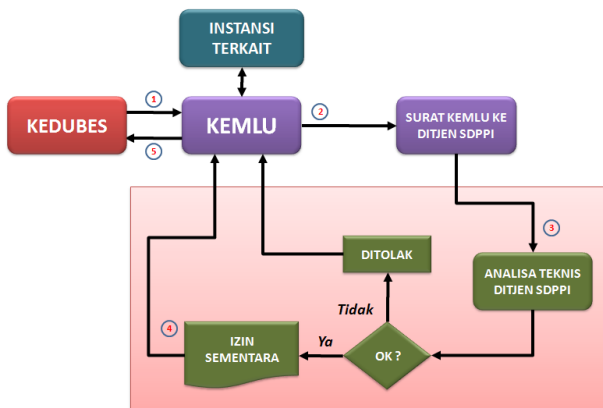 INSTANSI
TERKAIT
KEDUBES
1
5
KEMLU
2
SURAT KEMLU KE
DITJEN SDPPI
3
DITOLAK
ANALISA TEKNIS
DITJEN SDPPI
Tidak
4
IZIN
SEMENTARA
Ya
OK ?